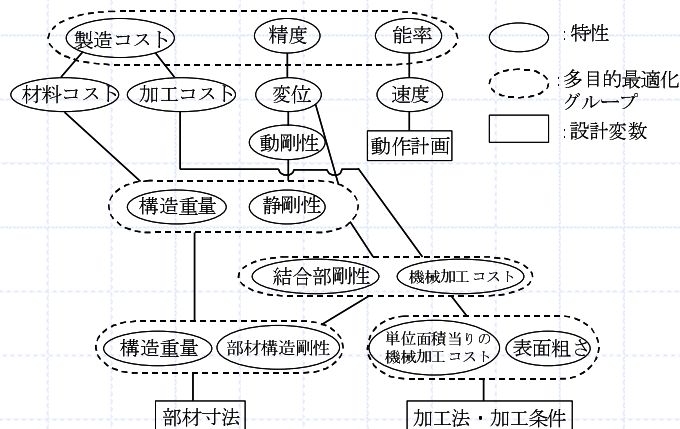 製造コスト
精度
能率
: 特性
材料コスト
加工コスト
変位
速度
: 多目的最適化
グループ
動剛性
動作計画
: 設計変数
構造重量
静剛性
結合部剛性
機械加工コスト
構造重量
部材構造剛性
単位面積当りの
機械加工コスト
表面粗さ
部材寸法
加工法・加工条件